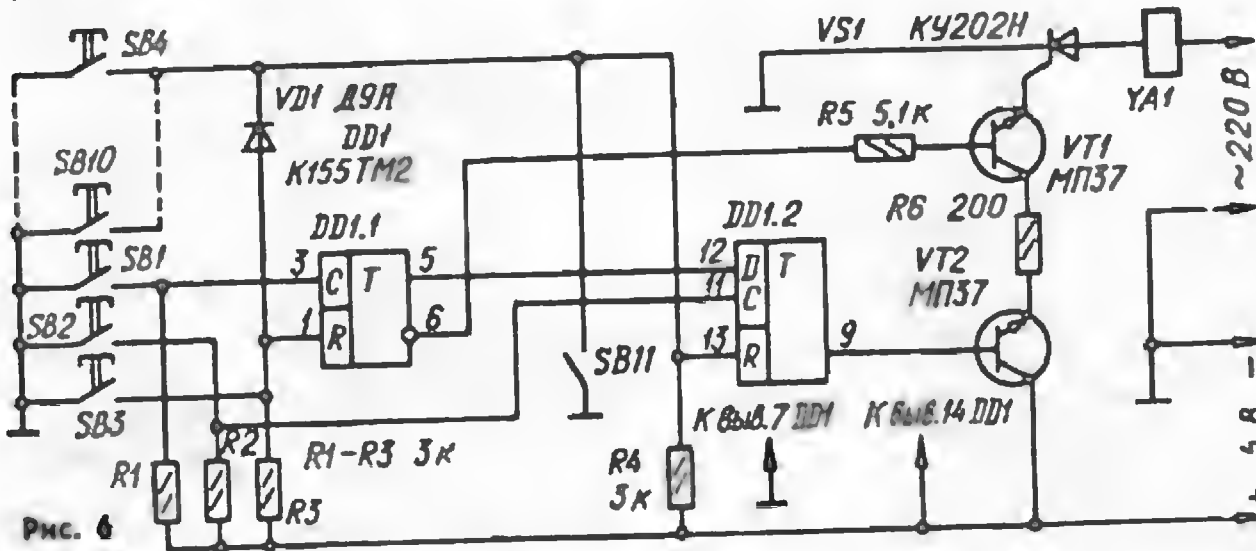 SB4
VS1 КУ202Н
~220 В
YA1
VD1 Д9Я
DD1
К155ТМ2
R5 5,1к
VT1
МП37
SB10
R6 200
DD1.1
DD1.2
SB1
3
C
T
5
12
D
T
VT2
МП37
11
C
SB2
1
R
6
SB11
13
R
9
SB3
К выв.7 DD1
К выв.14 DD1
R1
R2
R1-R3 3к
R4
3к
R3
Рис. 6